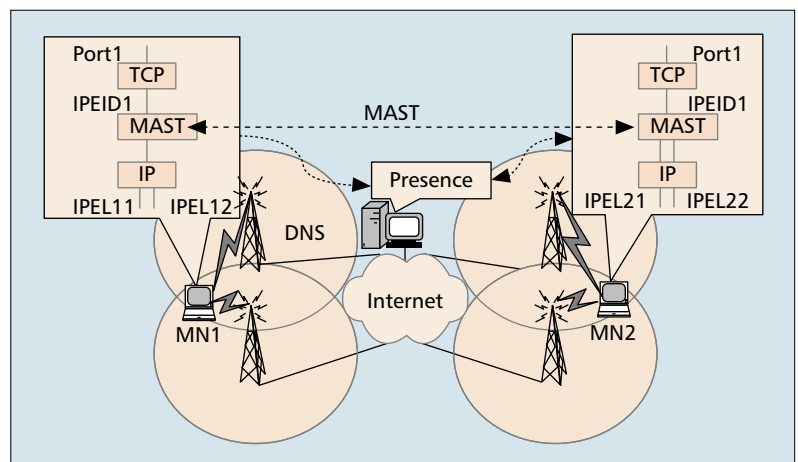 Port1
TCP
IPEID1
MAST
IP
IPEL11
IPEL12
MAST
Presence
DNS
Internet
MN1
Port1
TCP
IPEID1
MAST
IP
IPEL21
IPEL22
MN2